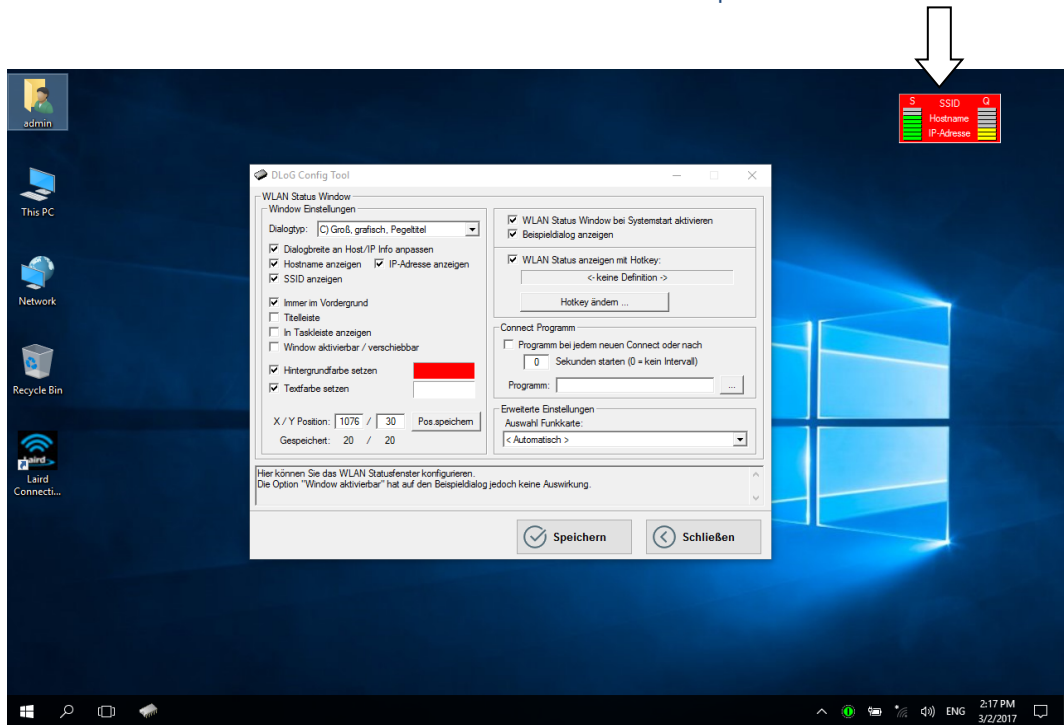 admin
This PC
Network
Recycle Bin
Laird
Laird
Connecti...
S SSID Q
Hostname
IP-Adresse
DLoG Config Tool
WLAN Status Window
Window Einstellungen
Dialogtyp: C) Groß, grafisch, Pegeltitel
Dialogbreite an Host/IP Info anpassen
Hostname anzeigen IP-Adresse anzeigen
SSID anzeigen
Immer im Vordergrund
Titelleiste
In Taskleiste anzeigen
Window aktivierbar / verschiebbar
Hintergrundfarbe setzen
Textfarbe setzen
X / Y Position: 1076 / 30 Pos.speichern
Gespeichert: 20 / 20
WLAN Status Window bei Systemstart aktivieren
Beispieldialog anzeigen
WLAN Status anzeigen mit Hotkey:
<- keine Definition ->
Hotkey ändern ...
Connect Programm
Programm bei jedem neuen Connect oder nach
0 Sekunden starten (0 = kein Intervall)
Programm: ...
Erweiterte Einstellungen
Auswahl Funkkarte:
< Automatisch >
Hier können Sie das WLAN Statusfenster konfigurieren.
Die Option "Window aktivierbar" hat auf den Beispieldialog jedoch keine Auswirkung.
Speichern Schließen
ENG 2:17 PM
3/2/2017